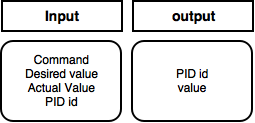 Input
output
Command
Desired value
Actual Value
PID id
PID id
value